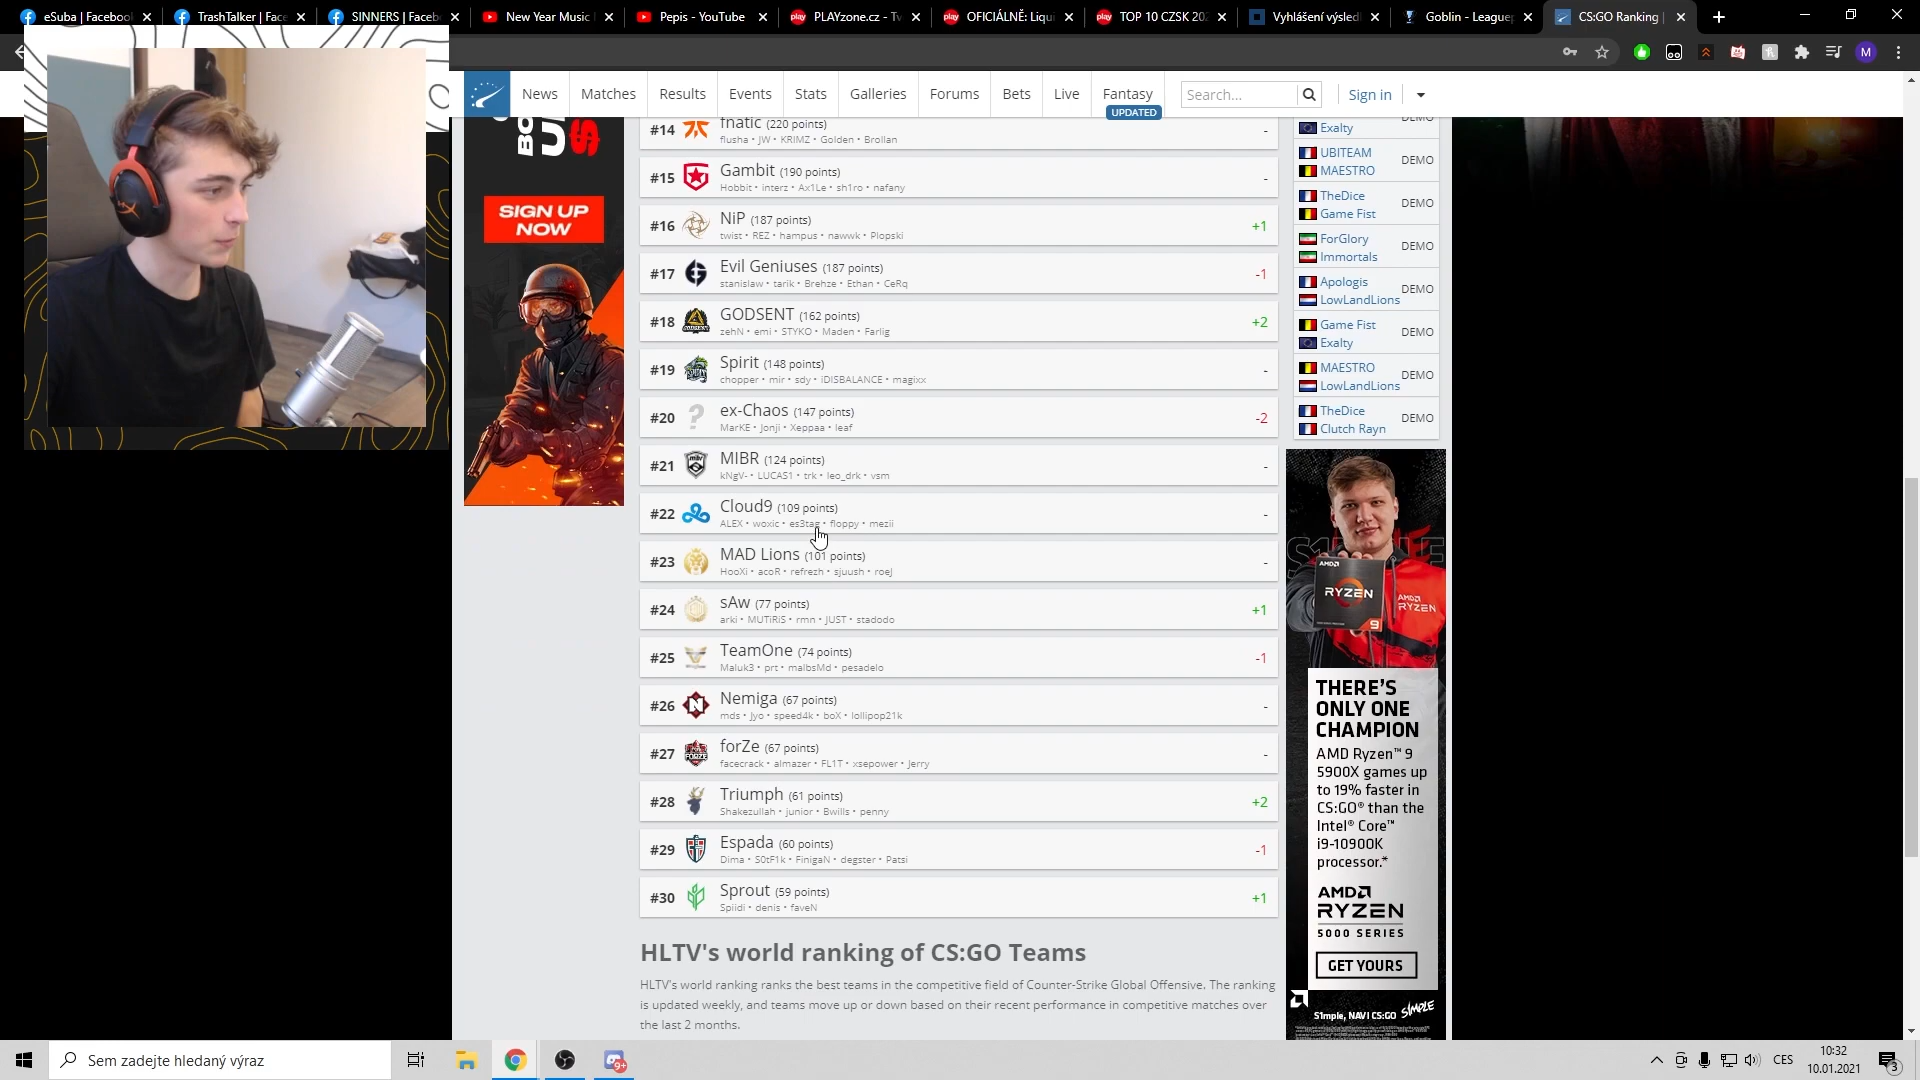 eSuba | Facebook
TrashTalker | Face
SINNERS | Faceb
New Year Music
Pepis - YouTube
PLAYzone.cz - Tv
OFICIÁLNĚ: Liqu
TOP 10 CZSK 202
Vyhlášení výsled
Goblin - League
CS:GO Ranking |
M
News
Matches
Results
Events
Stats
Galleries
Forums
Bets
Live
Fantasy
UPDATED
Search...
Sign in
SIGN UP
NOW
#14 fnatic (220 points) -
flusha • JW • KRIMZ • Golden • Brollan
#15 Gambit (190 points) -
Hobbit • interz • Ax1Le • sh1ro • nafany
#16 NiP (187 points) +1
twist • REZ • hampus • nawwk • Plopski
#17 Evil Geniuses (187 points) -1
stanislaw • tarik • Brehze • Ethan • CeRq
#18 GODSENT (162 points) +2
zehN • emi • STYKO • Maden • Farlig
#19 Spirit (148 points) -
chopper • mir • sdy • iDISBALANCE • magixx
#20 ex-Chaos (147 points) -2
MarKE • Jonji • Xeppaa • leaf
#21 MIBR (124 points) -
kNgV- • LUCAS1 • trk • leo_drk • vsm
#22 Cloud9 (109 points) -
ALEX • woxic • es3tag • floppy • mezii
#23 MAD Lions (101 points) -
HooXi • acoR • refrezh • sjuush • roeJ
#24 sAw (77 points) +1
arki • MUTiRiS • rmn • JUST • stadodo
#25 TeamOne (74 points) -1
Maluk3 • prt • malbsMd • pesadelo
#26 Nemiga (67 points) -
mds • Jyo • speed4k • boX • lollipop21k
#27 forZe (67 points) -
facecrack • almazer • FL1T • xsepower • Jerry
#28 Triumph (61 points) +2
Shakezullah • junior • Bwills • penny
#29 Espada (60 points) -1
Dima • S0tF1k • FinigaN • degster • Patsi
#30 Sprout (59 points) +1
Spiidi • denis • faveN
HLTV's world ranking of CS:GO Teams
HLTV's world ranking ranks the best teams in the competitive field of Counter-Strike Global Offensive. The ranking
is updated weekly, and teams move up or down based on their recent performance in competitive matches over
the last 2 months.
Exalty
DEMO
UBITEAM
MAESTRO
DEMO
TheDice
Game Fist
DEMO
ForGlory
Immortals
DEMO
Apologis
LowLandLions
DEMO
Game Fist
Exalty
DEMO
MAESTRO
LowLandLions
DEMO
TheDice
Clutch Rayn
DEMO
AMD
RYZEN
9
AMD
RYZEN
THERE'S
ONLY ONE
CHAMPION
AMD Ryzen™ 9
5900X games up
to 19% faster in
CS:GO® than the
Intel® Core™
i9-10900K
processor.*
AMD
RYZEN
5000 SERIES
GET YOURS
S1mple, NAVI CS:GO
S1MPLE
Sem zadejte hledaný výraz
9+
CES
10:32
10.01.2021
3